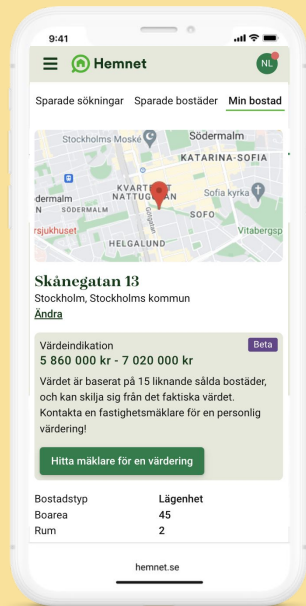 9:41
Hemnet
NL
Sparade sökningar Sparade bostäder Min bostad
Stockholms Moské
Södermalm
KATARINA-SOFIA
KVARTERET
NATTUGGLAN
Sofia kyrka
dermalm
N
SÖDERMALM
Götgatan
SOFO
rsjukhuset
Vitabergsp
HELGALUND
Skånegatan 13
Stockholm, Stockholms kommun
Ändra
Värdeindikation
Beta
5 860 000 kr - 7 020 000 kr
Värdet är baserat på 15 liknande sålda bostäder,
och kan skilja sig från det faktiska värdet.
Kontakta en fastighetsmäklare för en personlig
värdering!
Hitta mäklare för en värdering
Bostadstyp Lägenhet
Boarea 45
Rum 2
hemnet.se